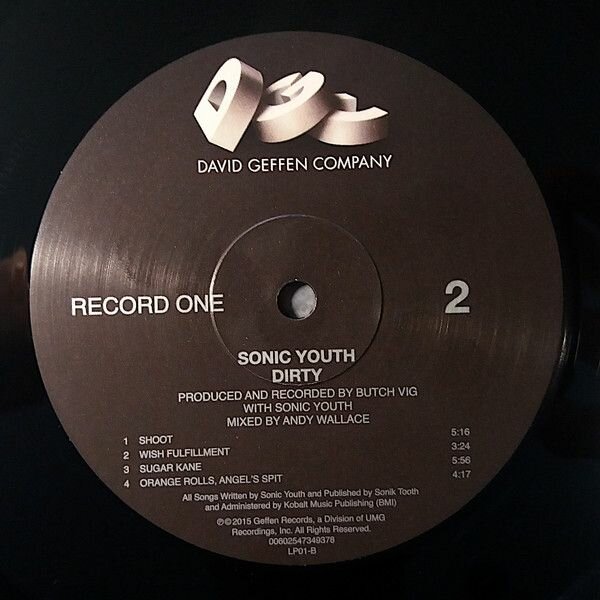 DGC
DAVID GEFFEN COMPANY
RECORD ONE
2
SONIC YOUTH
DIRTY
PRODUCED AND RECORDED BY BUTCH VIG
WITH SONIC YOUTH
MIXED BY ANDY WALLACE
1 SHOOT 5:16
2 WISH FULFILLMENT 3:24
3 SUGAR KANE 5:56
4 ORANGE ROLLS, ANGEL'S SPIT 4:17
All Songs Written by Sonic Youth and Published by Sonik Tooth
and Administered by Kobalt Music Publishing (BMI)
℗©2015 Geffen Records, a Division of UMG
Recordings, Inc. All Rights Reserved.
00602547349378
LP01-B